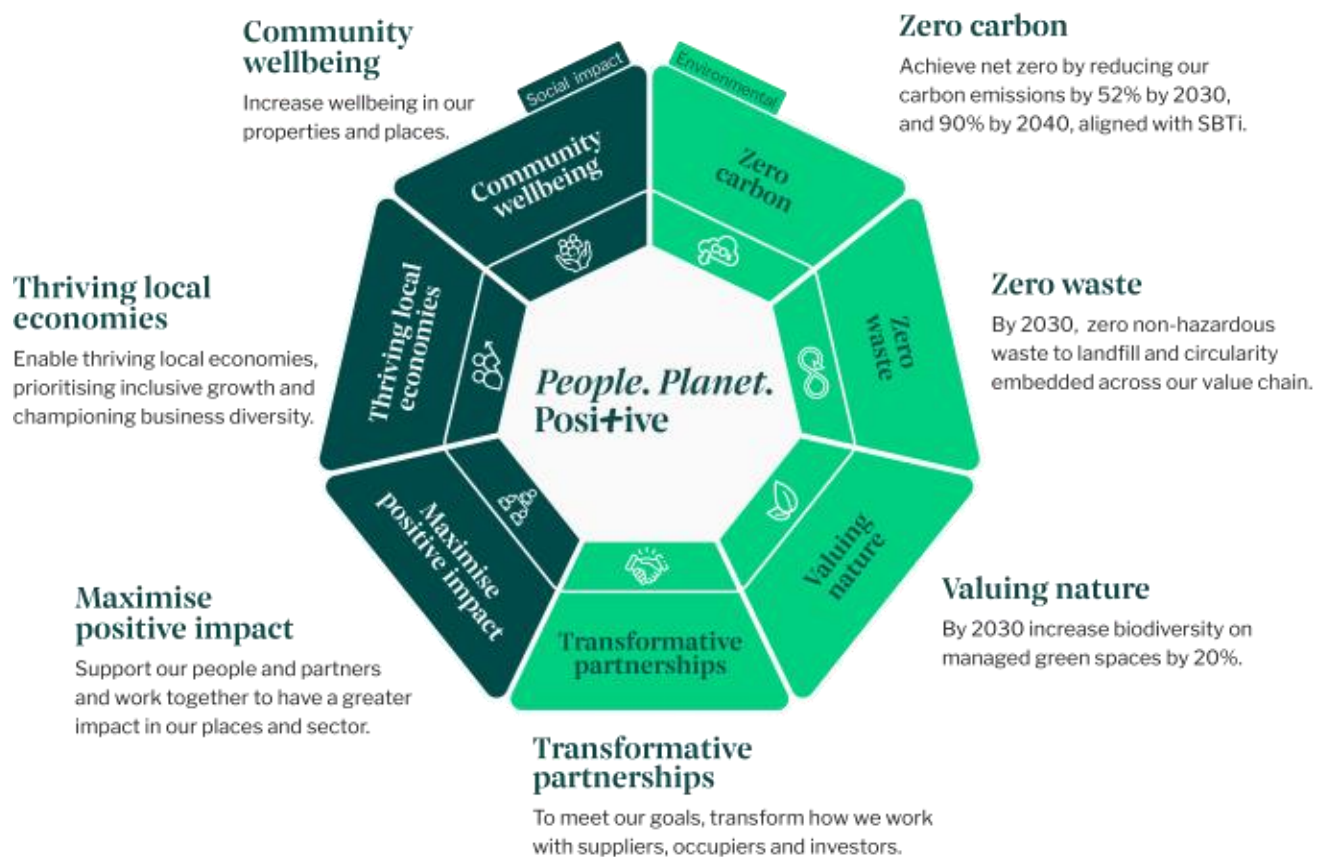 Community
wellbeing
Increase wellbeing in our
properties and places.
Zero carbon
Achieve net zero by reducing our
carbon emissions by 52% by 2030,
and 90% by 2040, aligned with SBTi.
Social impact
Environmental
Community
wellbeing
Zero
carbon
Thriving local
economies
Enable thriving local economies,
prioritising inclusive growth and
championing business diversity.
Thriving local
economies
People. Planet.
Positive
Zero
waste
Zero waste
By 2030, zero non-hazardous
waste to landfill and circularity
embedded across our value chain.
Maximise
positive impact
Valuing
nature
Maximise
positive impact
Support our people and partners
and work together to have a greater
impact in our places and sector.
Transformative
partnerships
Valuing nature
By 2030 increase biodiversity on
managed green spaces by 20%.
Transformative
partnerships
To meet our goals, transform how we work
with suppliers, occupiers and investors.